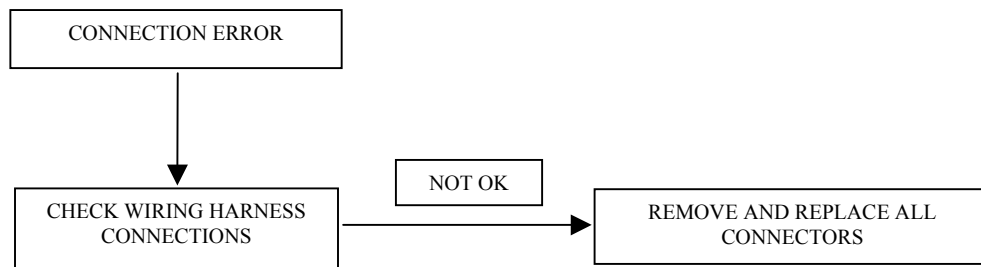 CONNECTION ERROR
NOT OK
CHECK WIRING HARNESS
CONNECTIONS
REMOVE AND REPLACE ALL
CONNECTORS